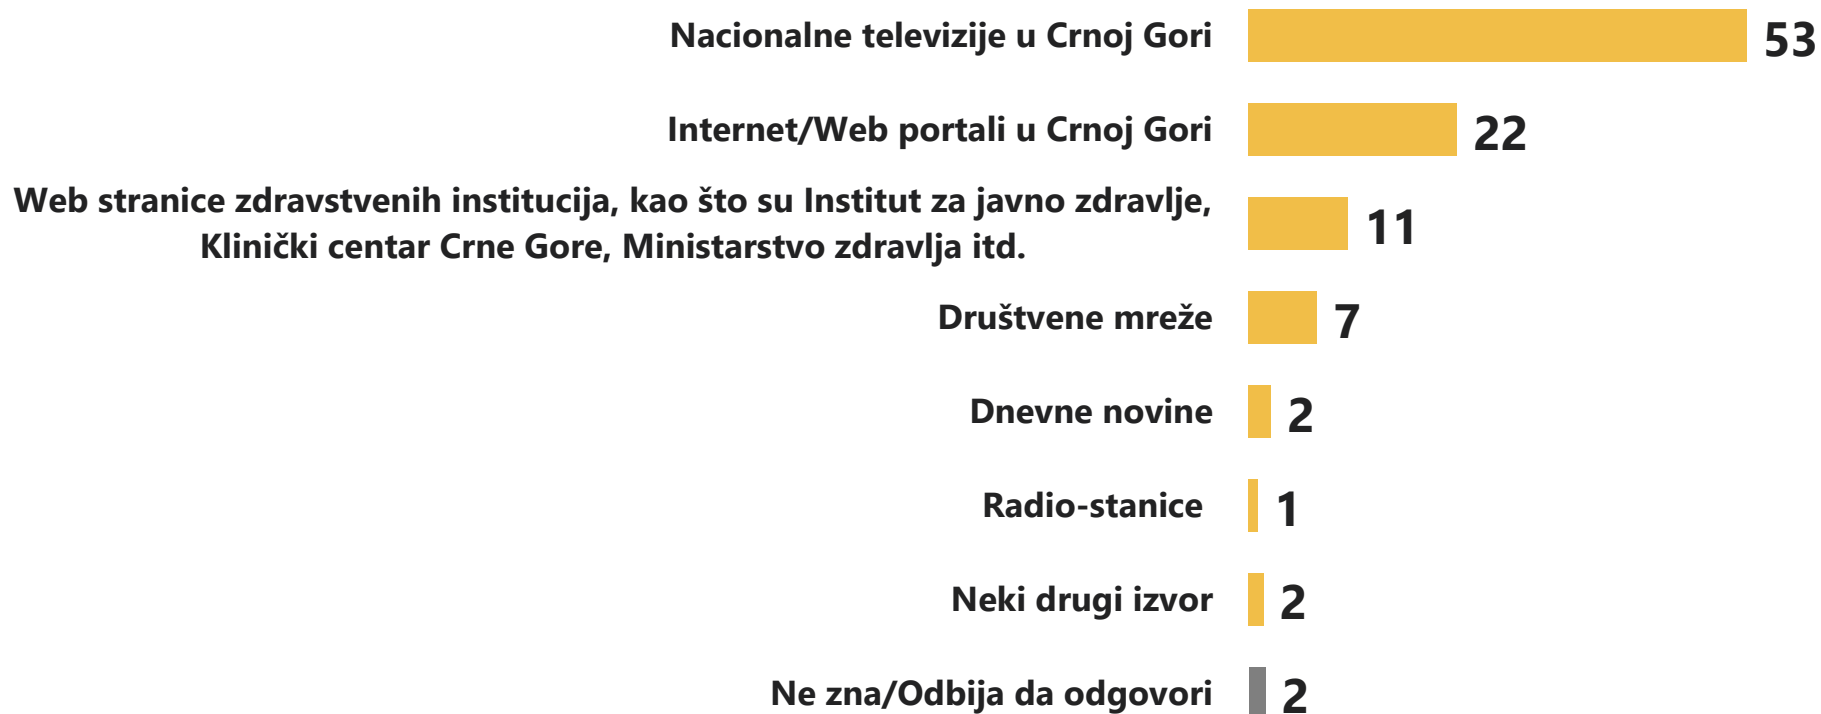 Nacionalne televizije u Crnoj Gori 53
Internet/Web portali u Crnoj Gori 22
Web stranice zdravstvenih institucija, kao što su Institut za javno zdravlje,
Klinički centar Crne Gore, Ministarstvo zdravlja itd. 11
Društvene mreže 7
Dnevne novine 2
Radio-stanice 1
Neki drugi izvor 2
Ne zna/Odbija da odgovori 2